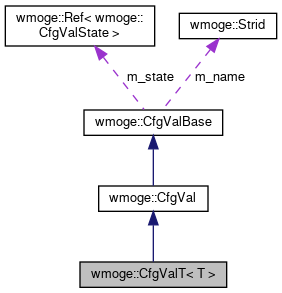 wmoge::Ref< wmoge::
CfgValState >
wmoge::Strid
m_state
m_name
wmoge::CfgValBase
wmoge::CfgVal
wmoge::CfgValT< T >